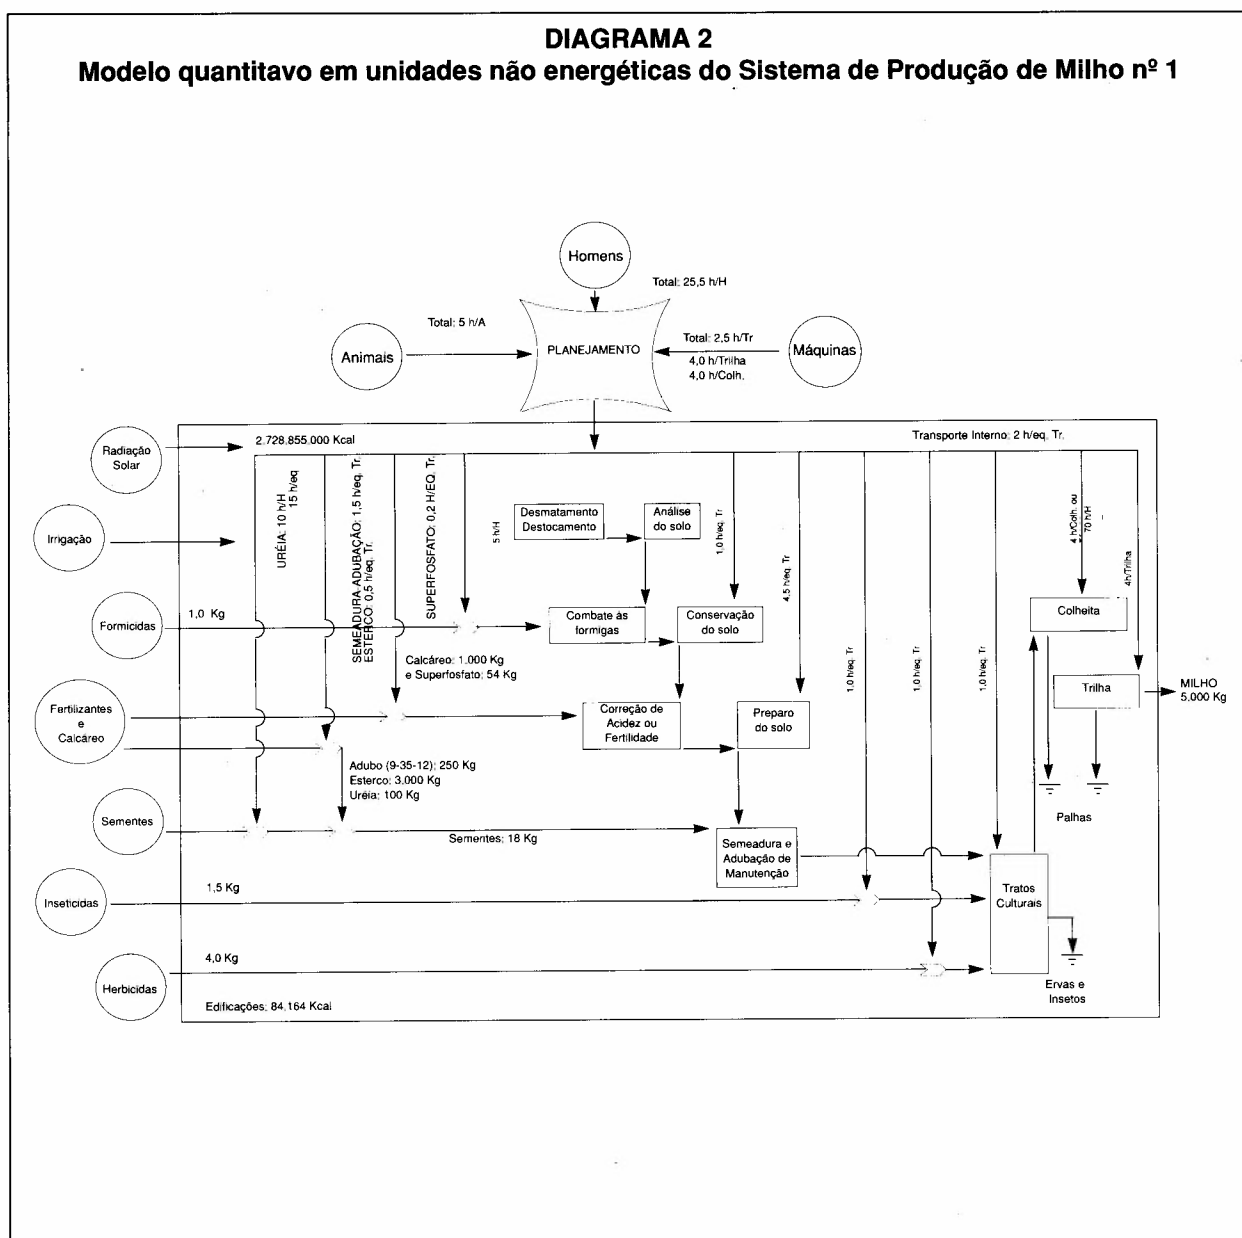 DIAGRAMA 2
Modelo quantitavo em unidades não energéticas do Sistema de Produção de Milho nº 1
Homens
Total: 25,5 h/H
Total: 5 h/A
Animais
PLANEJAMENTO
Total: 2,5 h/Tr
4,0 h/Trilha
4,0 h/Colh.
Máquinas
Radiação
Solar
2.728.855.000 Kcal
Transporte Interno: 2 h/eq. Tr.
Irrigação
URÉIA: 10 h/H
15 h/eq
SEMEADURA-ADUBAÇÃO: 1,5 h/eq. Tr.
ESTERCO: 0,5 h/eq. Tr.
SUPERFOSFATO: 0,2 H/EQ. Tr.
5 h/H
Desmatamento
Destocamento
Análise
do solo
1,0 h/eq. Tr
4,5 h/eq. Tr
1,0 h/eq. Tr
1,0 h/eq. Tr
1,0 h/eq. Tr
4 h/Colh. ou
70 h/H
4h/Trilha
Formicidas
1,0 Kg
Combate às
formigas
Conservação
do solo
Colheita
Calcáreo: 1.000 Kg
e Superfosfato: 54 Kg
Fertilizantes
e
Calcáreo
Correção de
Acidez ou
Fertilidade
Preparo
do solo
Trilha
MILHO
5.000 Kg
Adubo (9-35-12): 250 Kg
Esterco: 3.000 Kg
Uréia: 100 Kg
Palhas
Sementes
Sementes: 18 Kg
Semeadura e
Adubação de
Manutenção
Tratos
Culturais
Inseticidas
1,5 Kg
Herbicidas
4,0 Kg
Ervas e
Insetos
Edificações: 84.164 Kcal